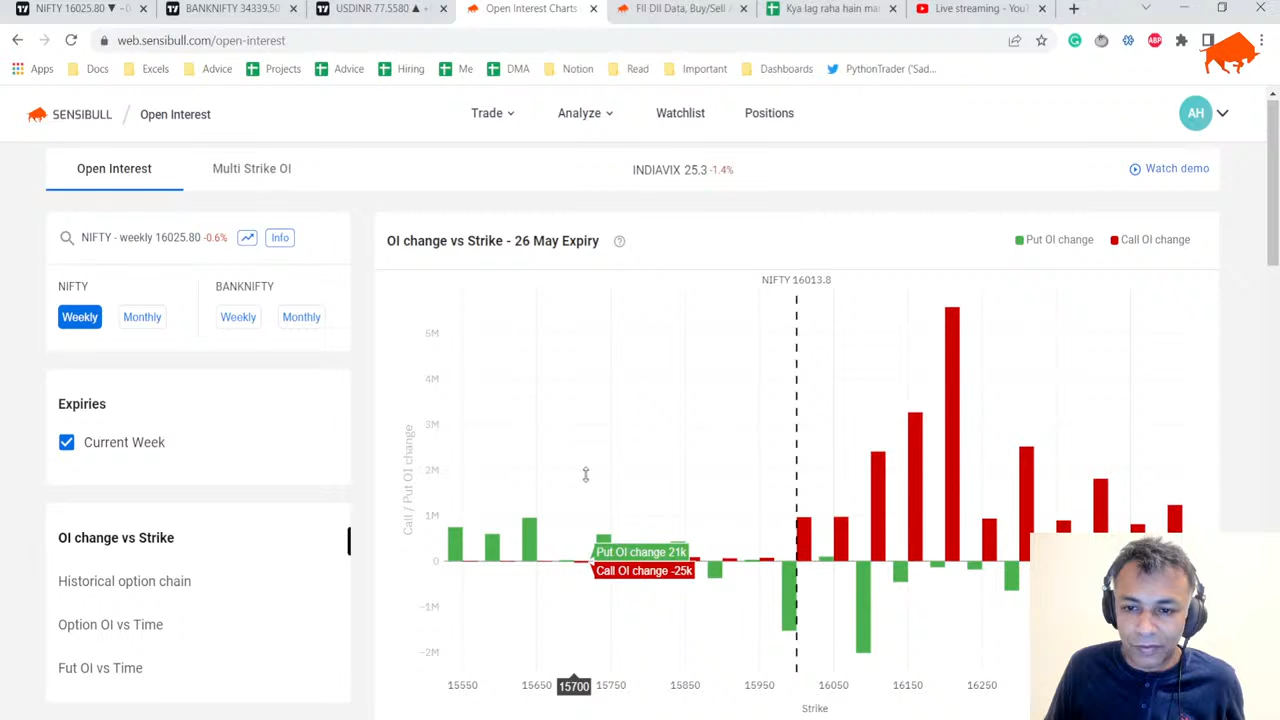 NIFTY 16025.80 ▼ −0.
BANKNIFTY 34339.50
USDINR 77.5580 ▲ +
Open Interest Charts
FII DII Data, Buy/Sell A
Kya lag raha hain mar
Live streaming - YouT
web.sensibull.com/open-interest
ABP
Apps
Docs
Excels
Advice
Projects
Advice
Hiring
Me
DMA
Notion
Read
Important
Dashboards
PythonTrader ('Sad...
SENSIBULL / Open Interest
Trade
Analyze
Watchlist
Positions
AH
Open Interest
Multi Strike OI
INDIAVIX 25.3 -1.4%
Watch demo
NIFTY - weekly 16025.80 -0.6%
Info
NIFTY
BANKNIFTY
Weekly
Monthly
Weekly
Monthly
Expiries
Current Week
OI change vs Strike
Historical option chain
Option OI vs Time
Fut OI vs Time
OI change vs Strike - 26 May Expiry
Put OI change
Call OI change
NIFTY 16013.8
Call / Put OI change
5M
4M
3M
2M
1M
0
−1M
−2M
Put OI change 21k
Call OI change -25k
15550
15650
15700
15750
15850
15950
16050
16150
16250
Strike